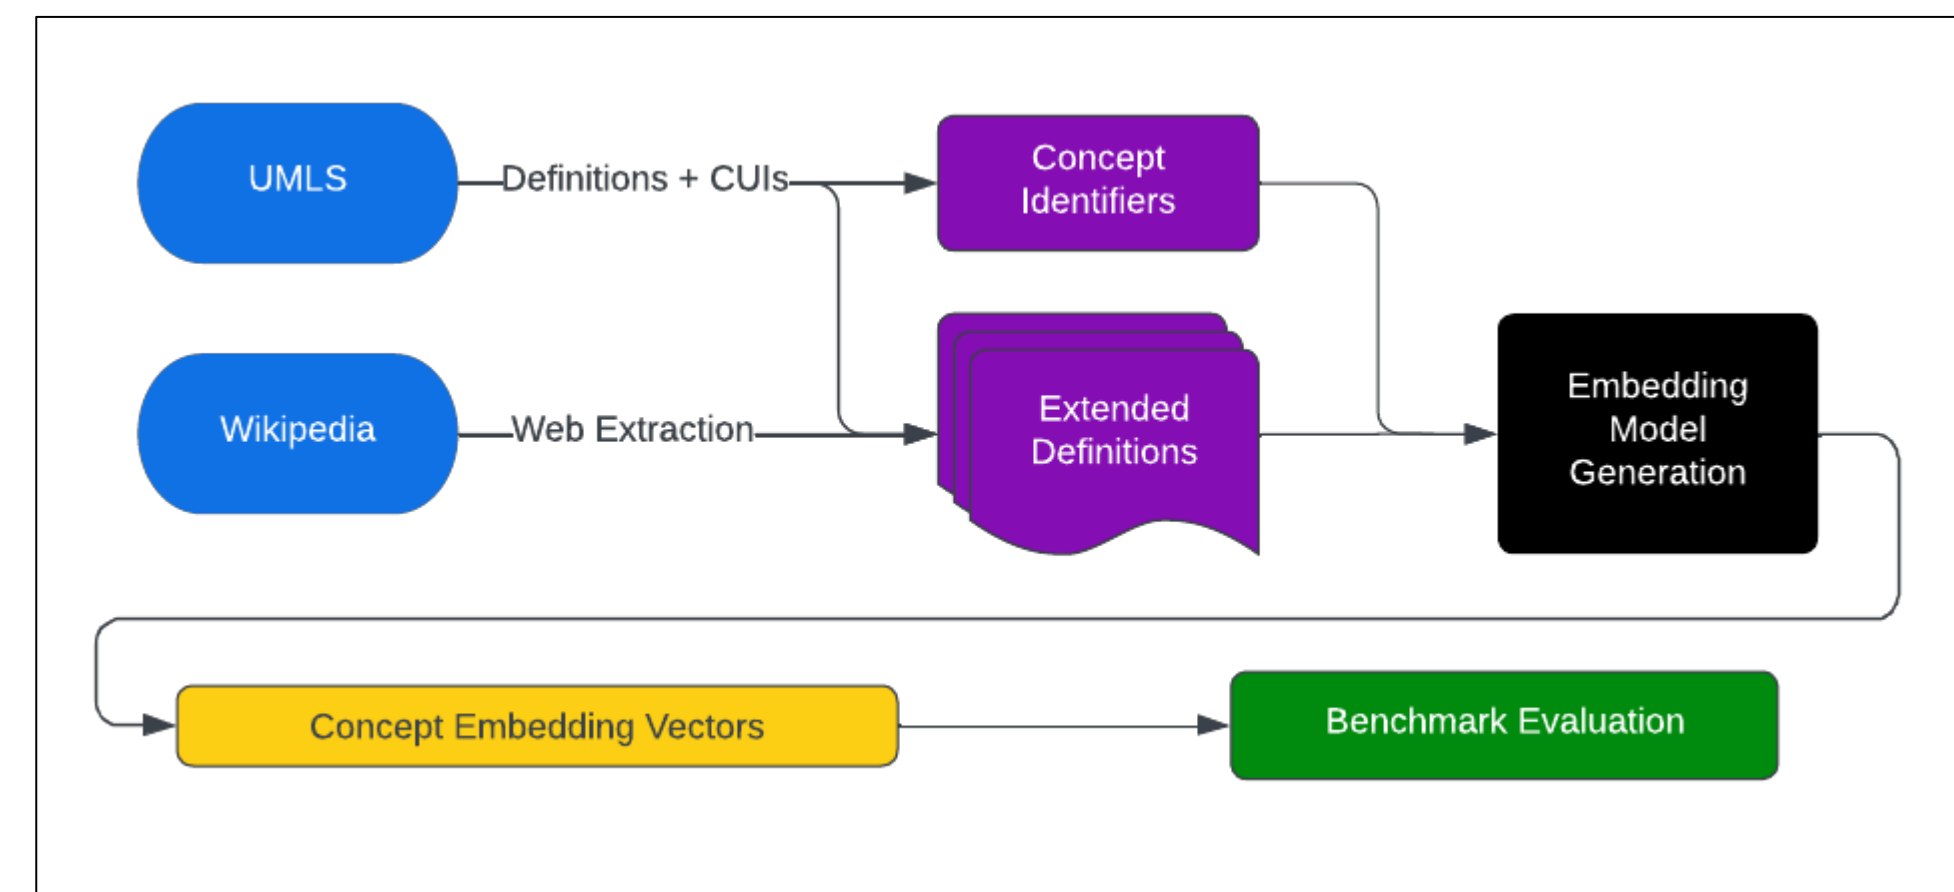 UMLS
Definitions + CUIs
Concept
Identifiers
Wikipedia
Web Extraction
Extended
Definitions
Embedding
Model
Generation
Concept Embedding Vectors
Benchmark Evaluation